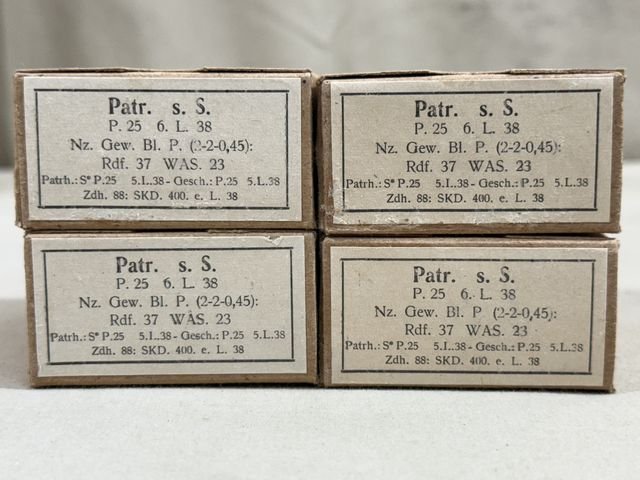 Patr. s. S.
P. 25 6. L. 38
Nz. Gew. Bl. P. (2-2-0,45):
Rdf. 37 WAS. 23
Patrh.: S* P.25 5.L.38 - Gesch.: P.25 5.L.38
Zdh. 88: SKD. 400. e. L. 38
Patr. s. S.
P. 25 6. L. 38
Nz. Gew. Bl. P. (2-2-0,45):
Rdf. 37 WAS. 23
Patrh.: S* P.25 5.L.38 - Gesch.: P.25 5.L.38
Zdh. 88: SKD. 400. e. L. 38
Patr. s. S.
P. 25 6. L. 38
Nz. Gew. Bl. P. (2-2-0,45):
Rdf. 37 WAS. 23
Patrh.: S* P.25 5.L.38 - Gesch.: P.25 5.L.38
Zdh. 88: SKD. 400. e. L. 38
Patr. s. S.
P. 25 6. L. 38
Nz. Gew. Bl. P (2-2-0,45):
Rdf. 37 WAS. 23
Patrh.: S* P.25 5.L.38 - Gesch.: P.25 5.L.38
Zdh. 88: SKD. 400. e. L. 38